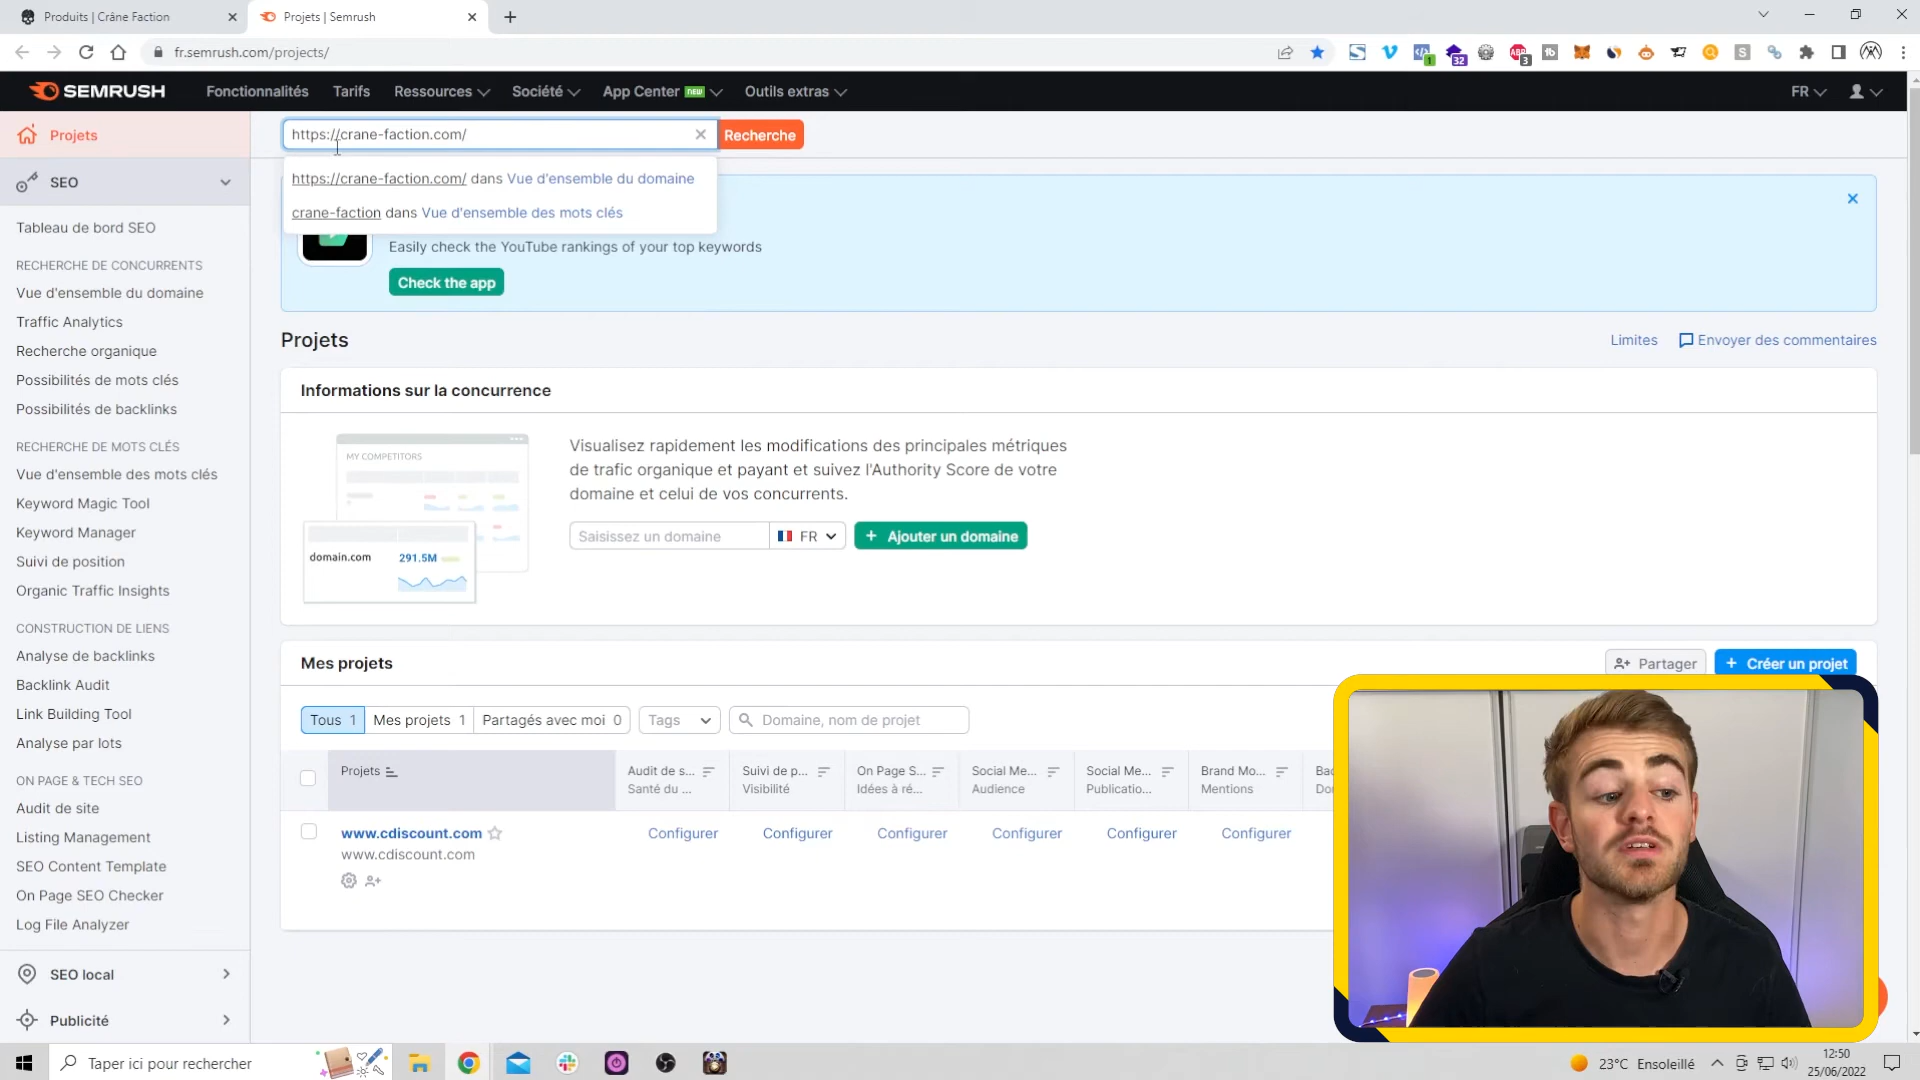 Produits | Crâne Faction
Projets | Semrush
fr.semrush.com/projects/
1
32
ABP
3
SEMRUSH
Fonctionnalités
Tarifs
Ressources
Société
App Center NEW
Outils extras
FR
Projets
https://crane-faction.com/
Recherche
https://crane-faction.com/ dans Vue d'ensemble du domaine
crane-faction dans Vue d'ensemble des mots clés
Easily check the YouTube rankings of your top keywords
Check the app
SEO
Tableau de bord SEO
RECHERCHE DE CONCURRENTS
Vue d'ensemble du domaine
Traffic Analytics
Recherche organique
Possibilités de mots clés
Possibilités de backlinks
RECHERCHE DE MOTS CLÉS
Vue d'ensemble des mots clés
Keyword Magic Tool
Keyword Manager
Suivi de position
Organic Traffic Insights
CONSTRUCTION DE LIENS
Analyse de backlinks
Backlink Audit
Link Building Tool
Analyse par lots
ON PAGE & TECH SEO
Audit de site
Listing Management
SEO Content Template
On Page SEO Checker
Log File Analyzer
SEO local
Publicité
Projets
Limites
Envoyer des commentaires
Informations sur la concurrence
MY COMPETITORS
domain.com
291.5M
Visualisez rapidement les modifications des principales métriques
de trafic organique et payant et suivez l'Authority Score de votre
domaine et celui de vos concurrents.
Saisissez un domaine
FR
+ Ajouter un domaine
Mes projets
Partager
+ Créer un projet
Tous 1
Mes projets 1
Partagés avec moi 0
Tags
Domaine, nom de projet
Projets
Audit de s...
Santé du ...
Suivi de p...
Visibilité
On Page S...
Idées à ré...
Social Me...
Audience
Social Me...
Publicatio...
Brand Mo...
Mentions
www.cdiscount.com
www.cdiscount.com
Configurer
Configurer
Configurer
Configurer
Configurer
Configurer
Taper ici pour rechercher
23°C Ensoleillé
12:50
25/06/2022